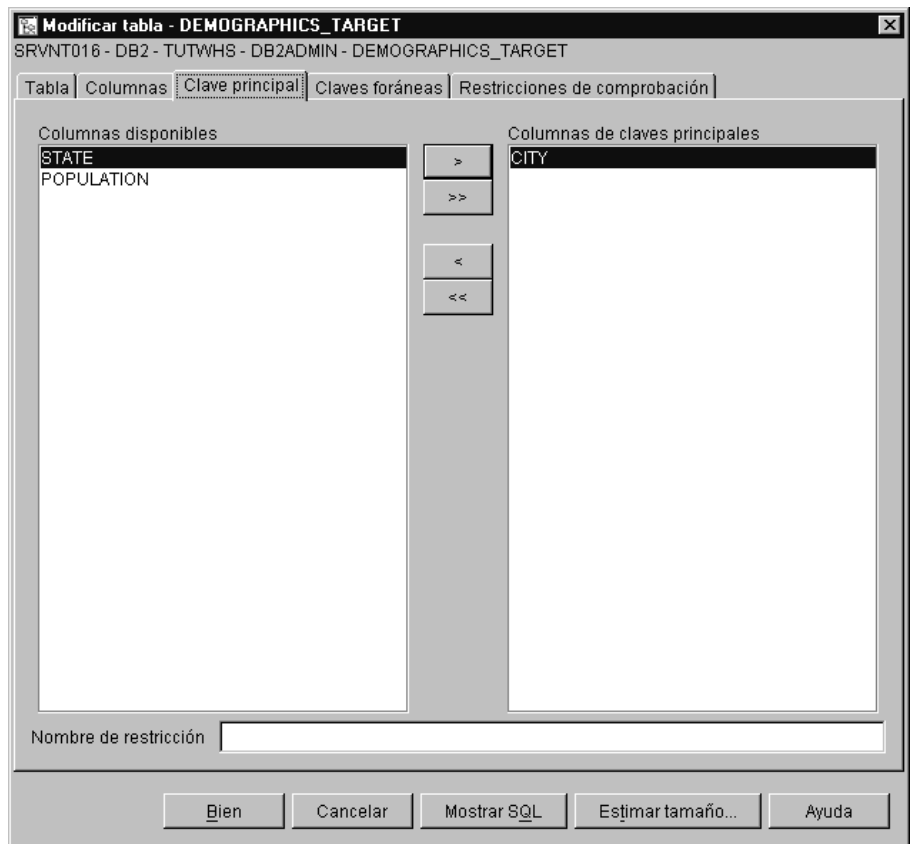 Modificar tabla - DEMOGRAPHICS_TARGET
SRVNT016 - DB2 - TUTWHS - DB2ADMIN - DEMOGRAPHICS_TARGET
Tabla Columnas Clave principal Claves foráneas Restricciones de comprobación
Columnas disponibles
STATE
POPULATION
>
>>
<
<<
Columnas de claves principales
CITY
Nombre de restricción
Bien Cancelar Mostrar SQL Estimar tamaño... Ayuda